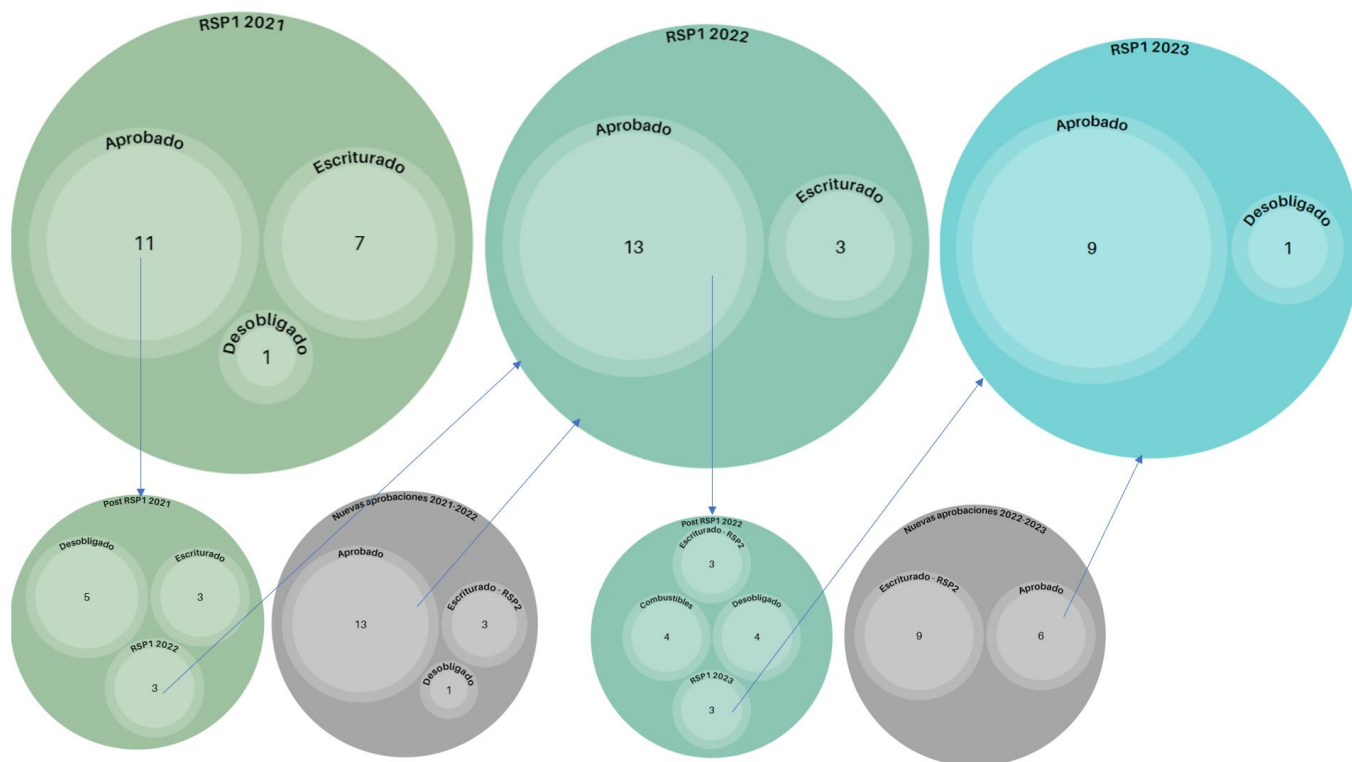 RSP1 2021
Aprobado
11
Escriturado
7
Desobligado
1
RSP1 2022
Aprobado
13
Escriturado
3
RSP1 2023
Aprobado
9
Desobligado
1
Post RSP1 2021
Desobligado
5
Escriturado
3
RSP1 2022
3
Nuevas aprobaciones 2021-2022
Aprobado
13
Escriturado - RSP2
3
Desobligado
1
Post RSP1 2022
Escriturado - RSP2
3
Combustibles
4
Desobligado
4
RSP1 2023
3
Nuevas aprobaciones 2022-2023
Escriturado - RSP2
9
Aprobado
6